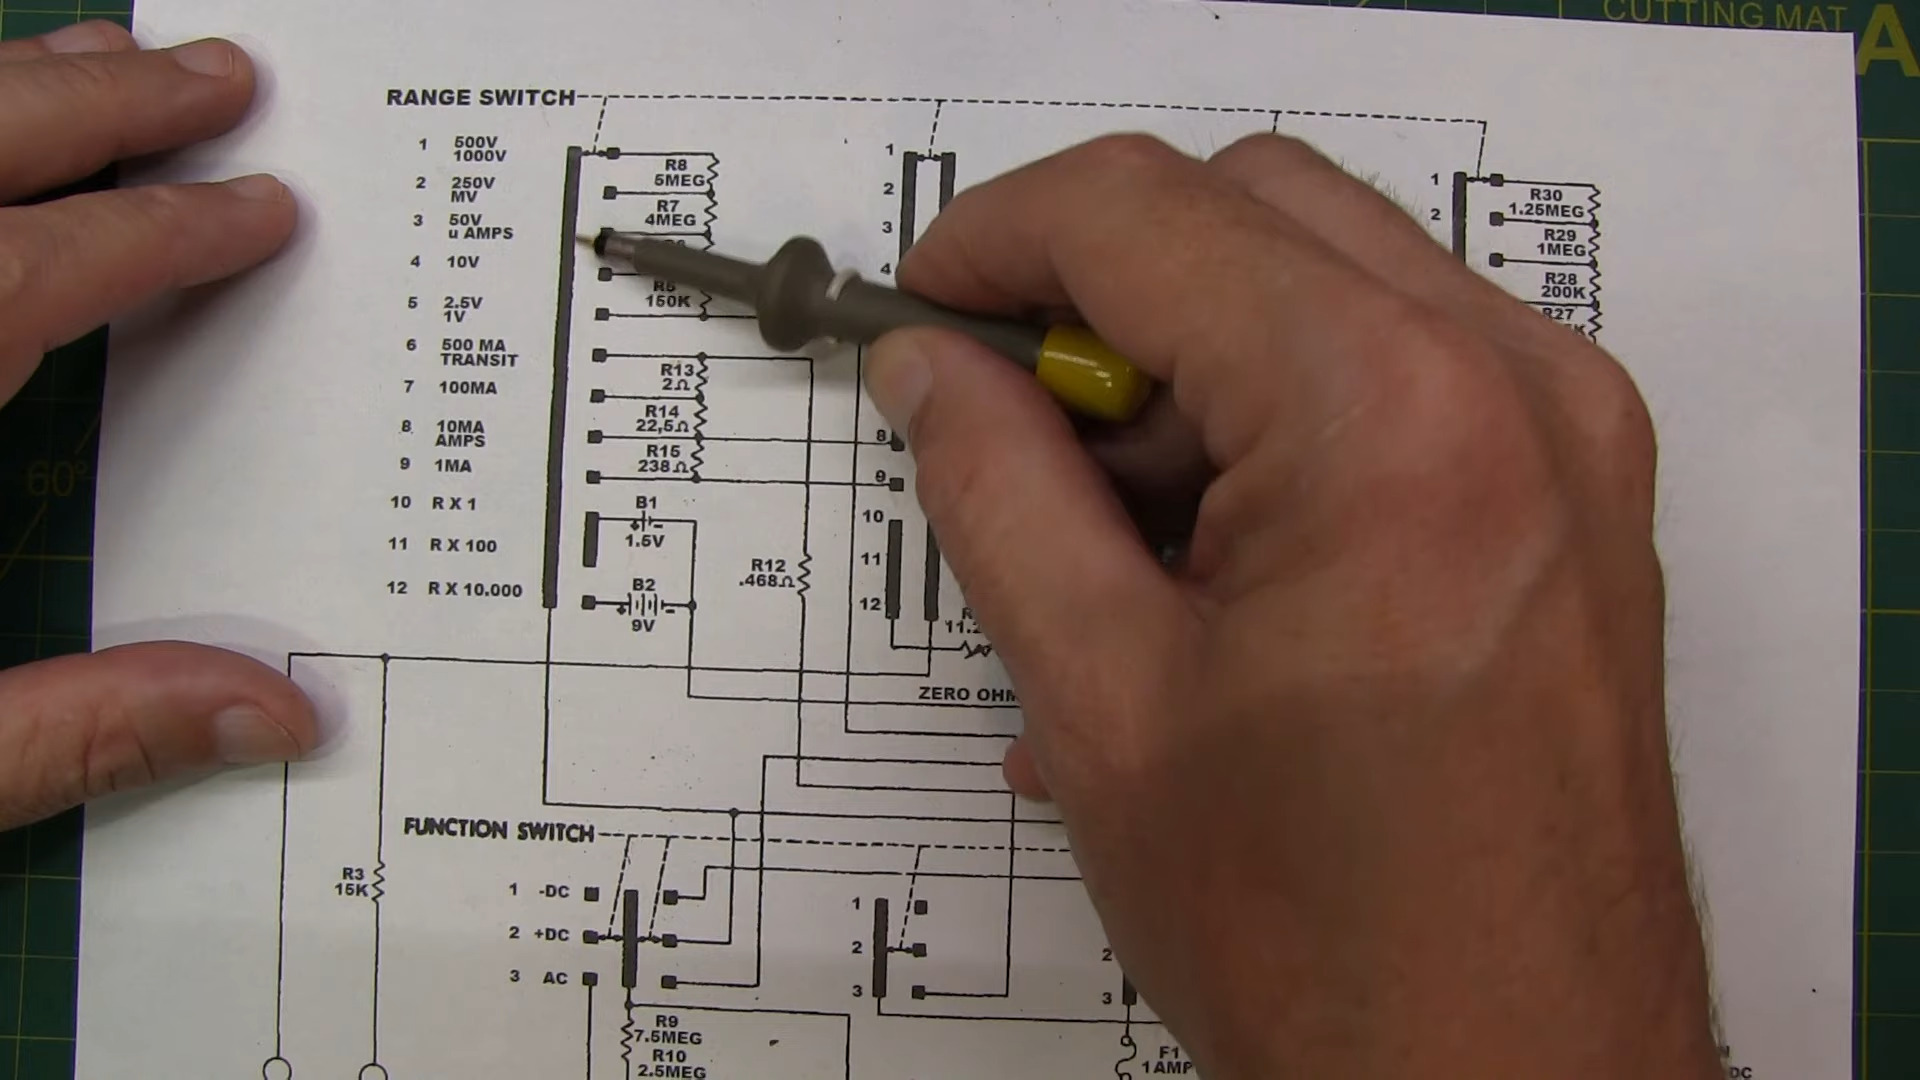 CUTTING MAT
A
60°
RANGE SWITCH
1 500V
1000V
2 250V
MV
3 50V
u AMPS
4 10V
5 2.5V
1V
6 500 MA
TRANSIT
7 100MA
8 10MA
AMPS
9 1MA
10 R X 1
11 R X 100
12 R X 10.000
R8
5MEG
R7
4MEG
R5
150K
R13
2Ω
R14
22,5Ω
R15
238Ω
B1
+ -
1.5V
B2
+ -
9V
R12
.468Ω
1
2
3
4
8
9
10
11
12
ZERO OHM
1
2
R30
1.25MEG
R29
1MEG
R28
200K
R27
R3
15K
FUNCTION SWITCH
1 -DC
2 +DC
3 AC
1
2
3
2
3
R9
7.5MEG
R10
2.5MEG
F1
1AMP
DC